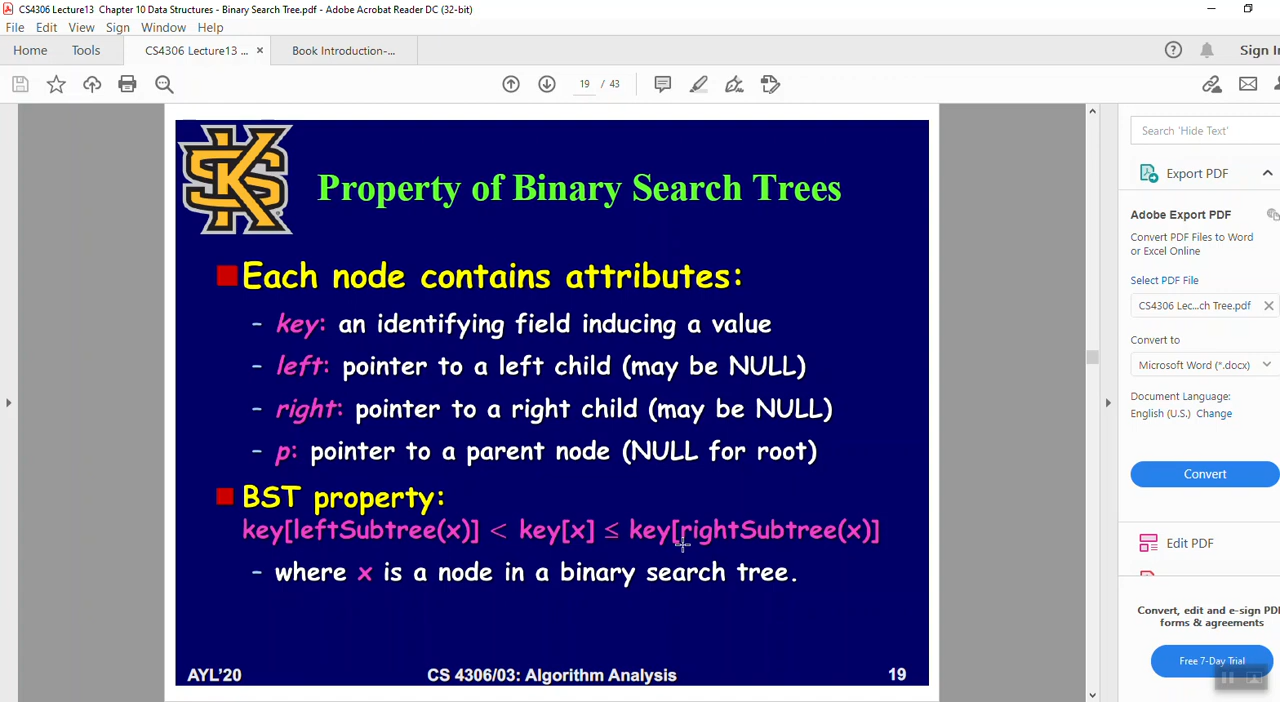 CS4306 Lecture13  Chapter 10 Data Structures - Binary Search Tree.pdf - Adobe Acrobat Reader DC (32-bit)
File Edit View Sign Window Help
Home Tools CS4306 Lecture13 ... × Book Introduction-... Sign In
19 / 43
KS
Property of Binary Search Trees
Each node contains attributes:
– key: an identifying field inducing a value
– left: pointer to a left child (may be NULL)
– right: pointer to a right child (may be NULL)
– p: pointer to a parent node (NULL for root)
BST property:
key[leftSubtree(x)] < key[x] ≤ key[rightSubtree(x)]
– where x is a node in a binary search tree.
AYL'20 CS 4306/03: Algorithm Analysis 19
Search 'Hide Text'
Export PDF
Adobe Export PDF
Convert PDF Files to Word
or Excel Online
Select PDF File
CS4306 Lec...ch Tree.pdf ×
Convert to
Microsoft Word (*.docx)
Document Language:
English (U.S.) Change
Convert
Edit PDF
Convert, edit and e-sign PDF
forms & agreements
Free 7-Day Trial